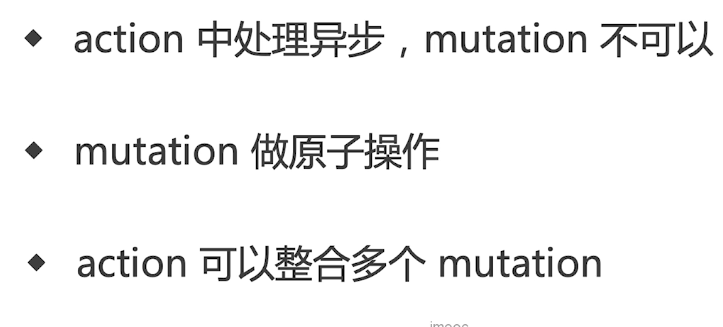 ◆ action 中处理异步，mutation 不可以
◆ mutation 做原子操作
◆ action 可以整合多个 mutation